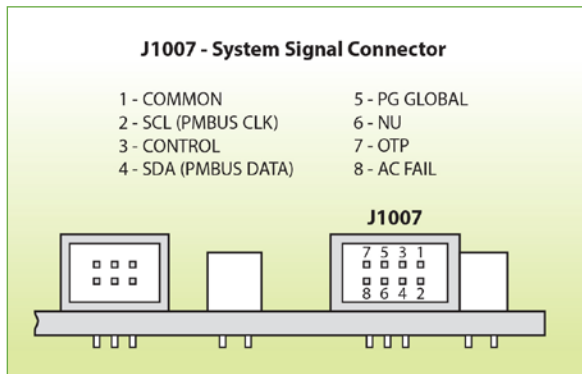 J1007 - System Signal Connector
1 - COMMON
2 - SCL (PMBUS CLK)
3 - CONTROL
4 - SDA (PMBUS DATA)
5 - PG GLOBAL
6 - NU
7 - OTP
8 - AC FAIL
J1007
7 5 3 1
8 6 4 2